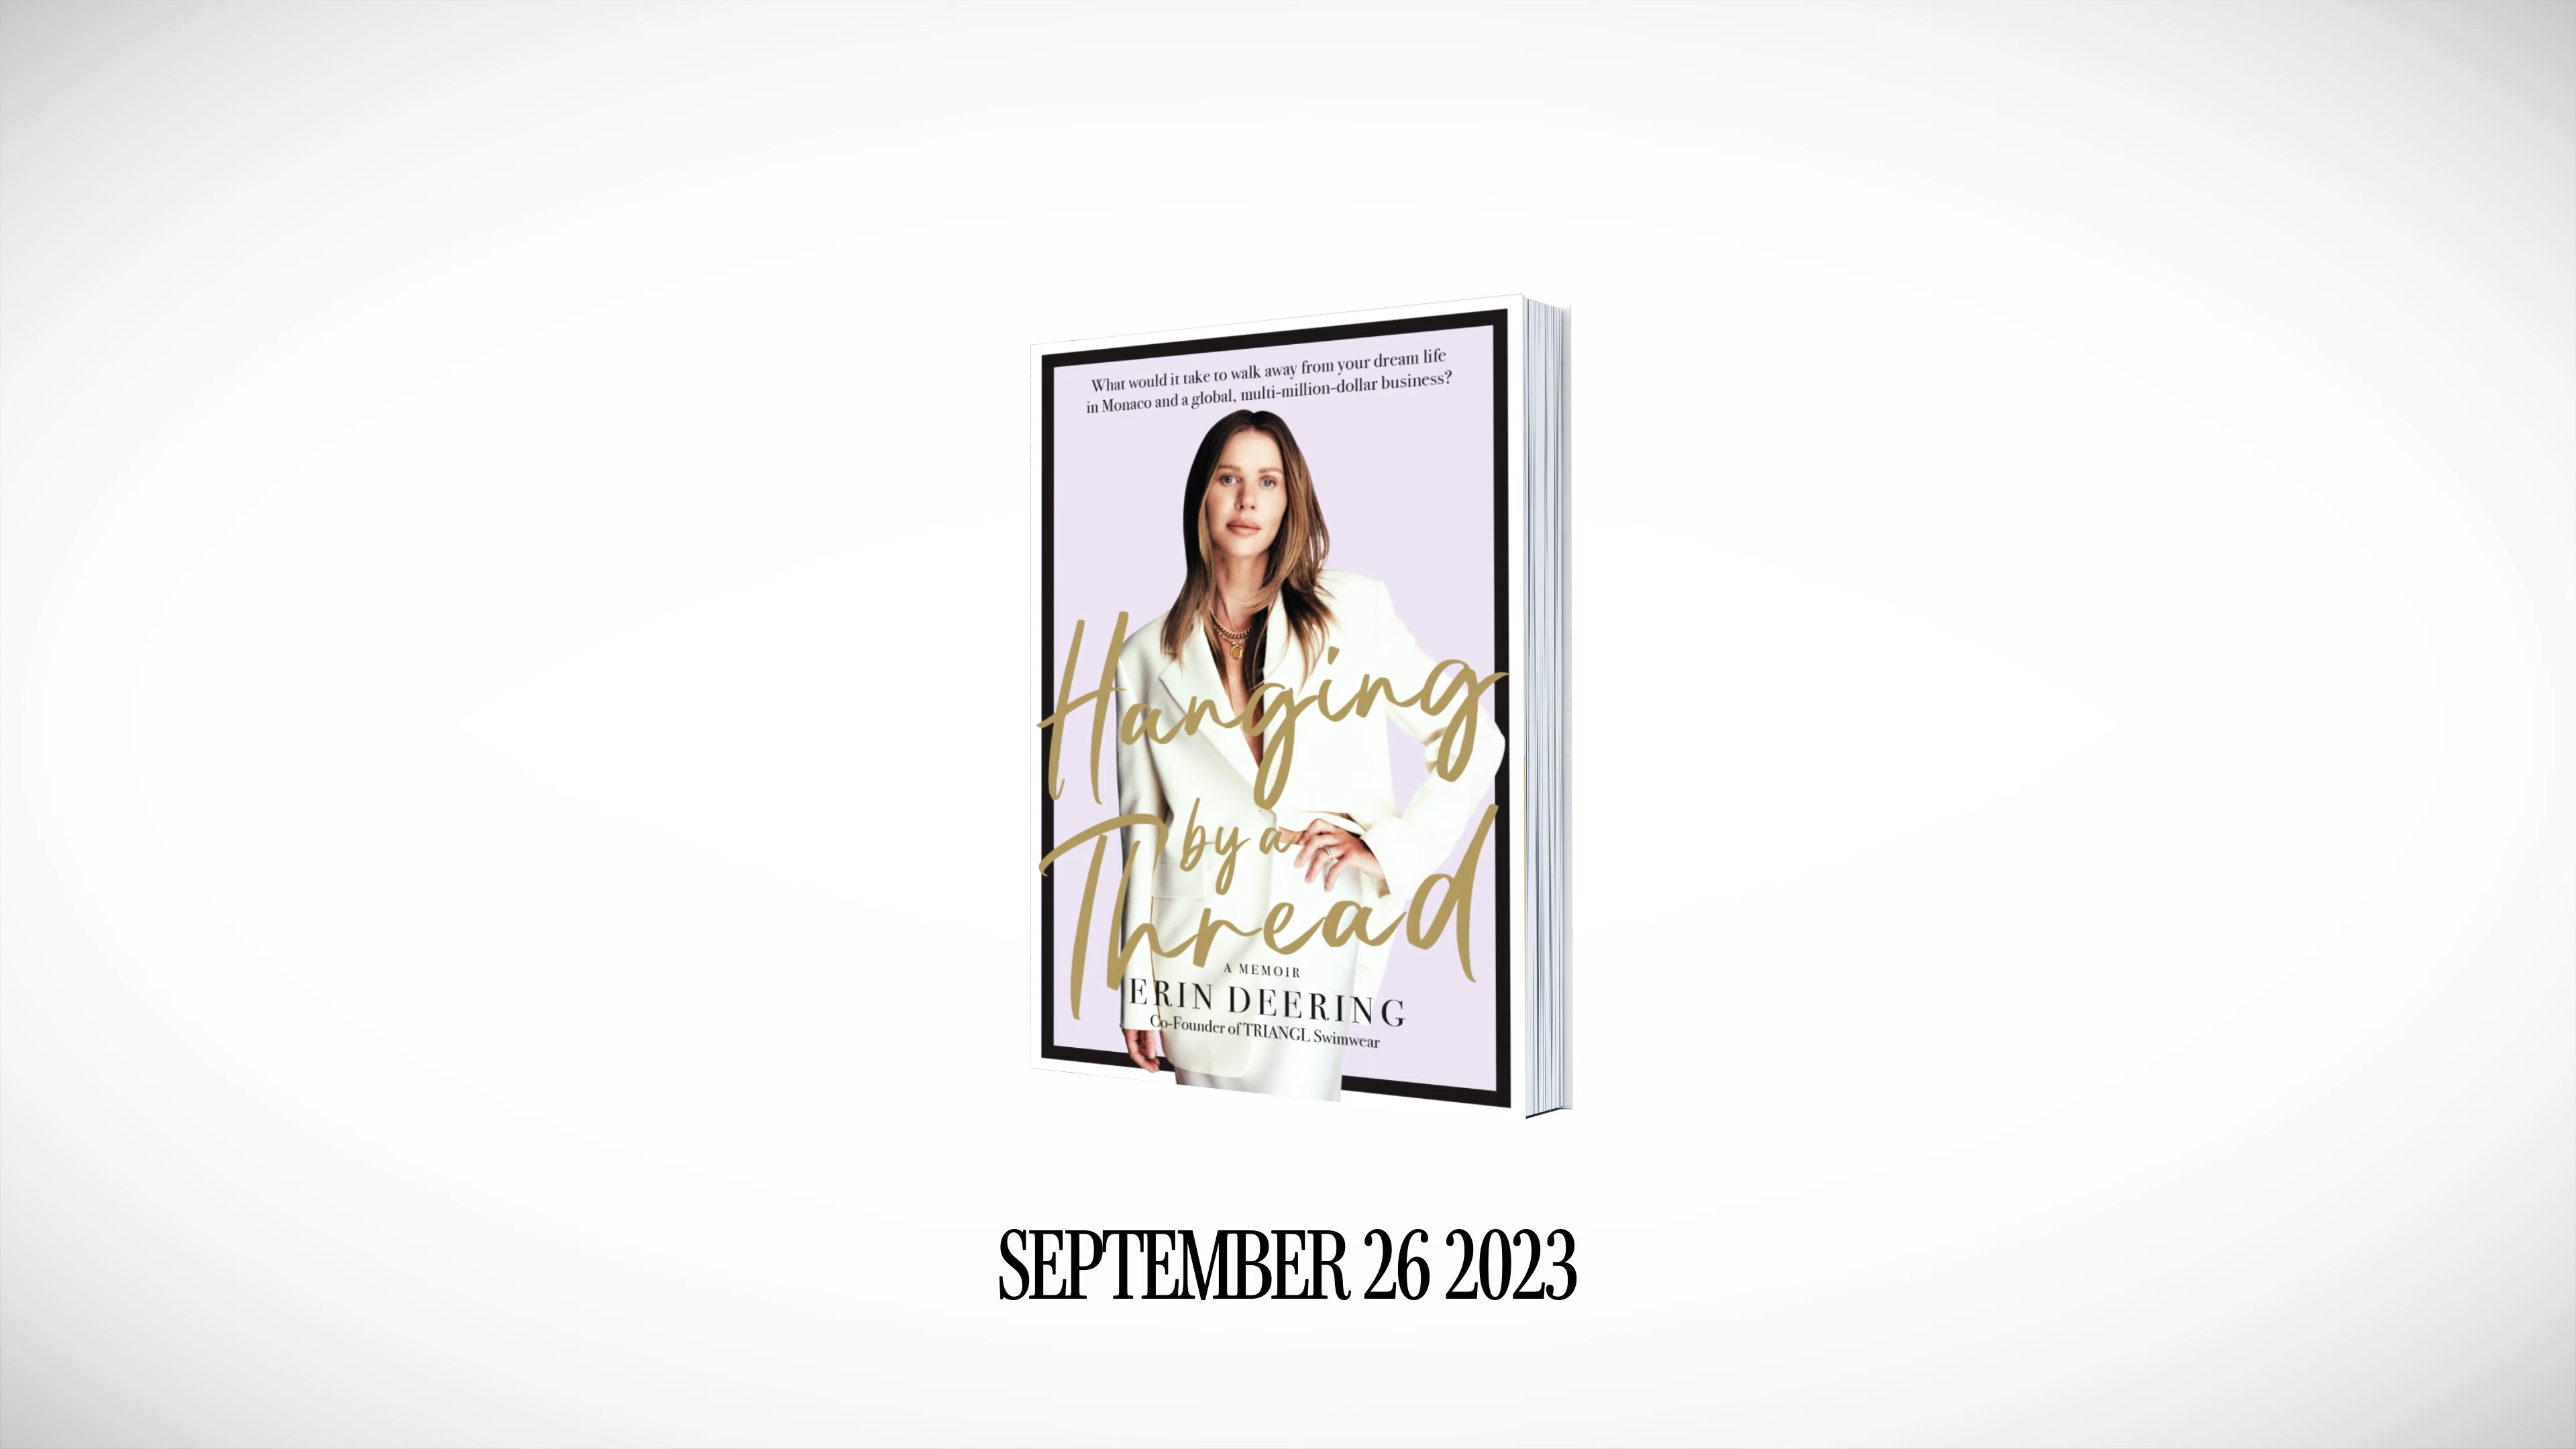 What would it take to walk away from your dream life
in Monaco and a global, multi-million-dollar business?
Hanging
by a
Thread
A MEMOIR
ERIN DEERING
Co-Founder of TRIANGL Swimwear
SEPTEMBER 26 2023